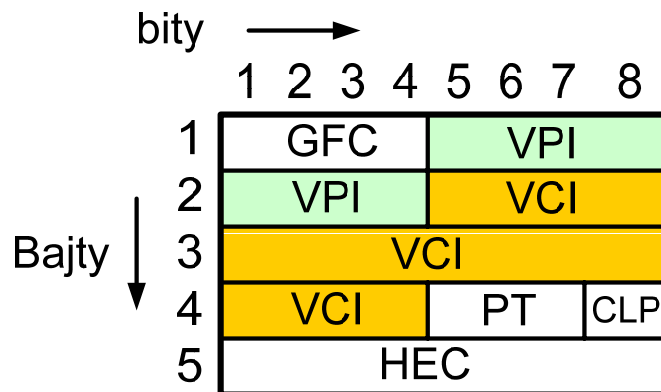 bity
1 2 3 4 5 6 7 8
1 GFC VPI
2 VPI VCI
Bajty
3 VCI
4 VCI PT CLP
5 HEC